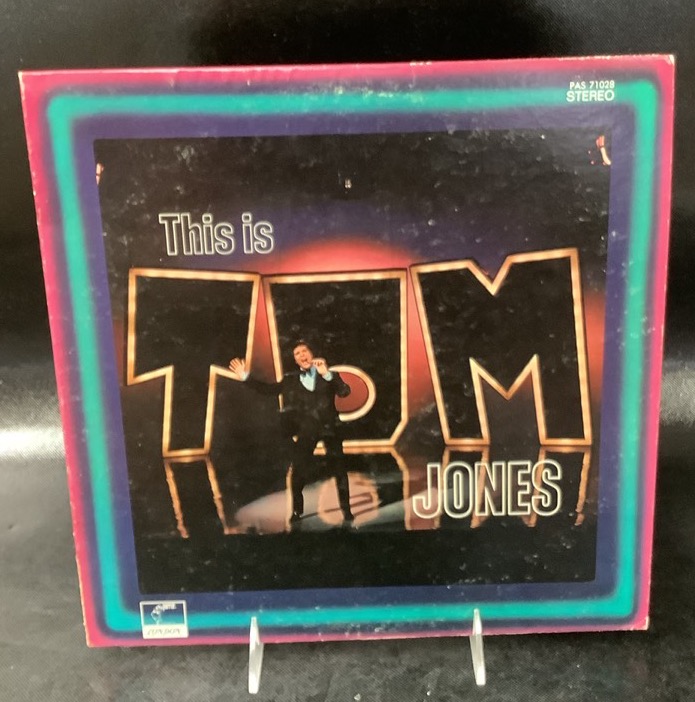 PAS 71028
STEREO
This is
TOM
JONES